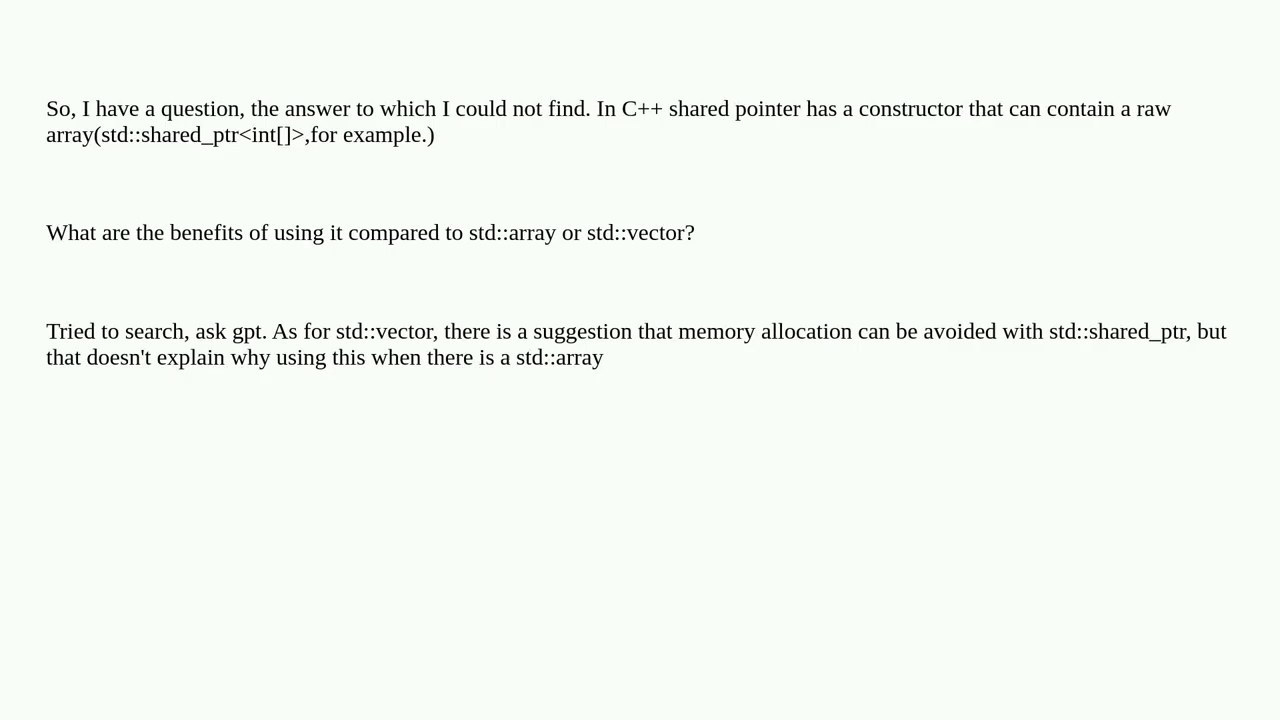 So, I have a question, the answer to which I could not find. In C++ shared pointer has a constructor that can contain a raw
array(std::shared_ptr<int[]>,for example.)
What are the benefits of using it compared to std::array or std::vector?
Tried to search, ask gpt. As for std::vector, there is a suggestion that memory allocation can be avoided with std::shared_ptr, but
that doesn't explain why using this when there is a std::array